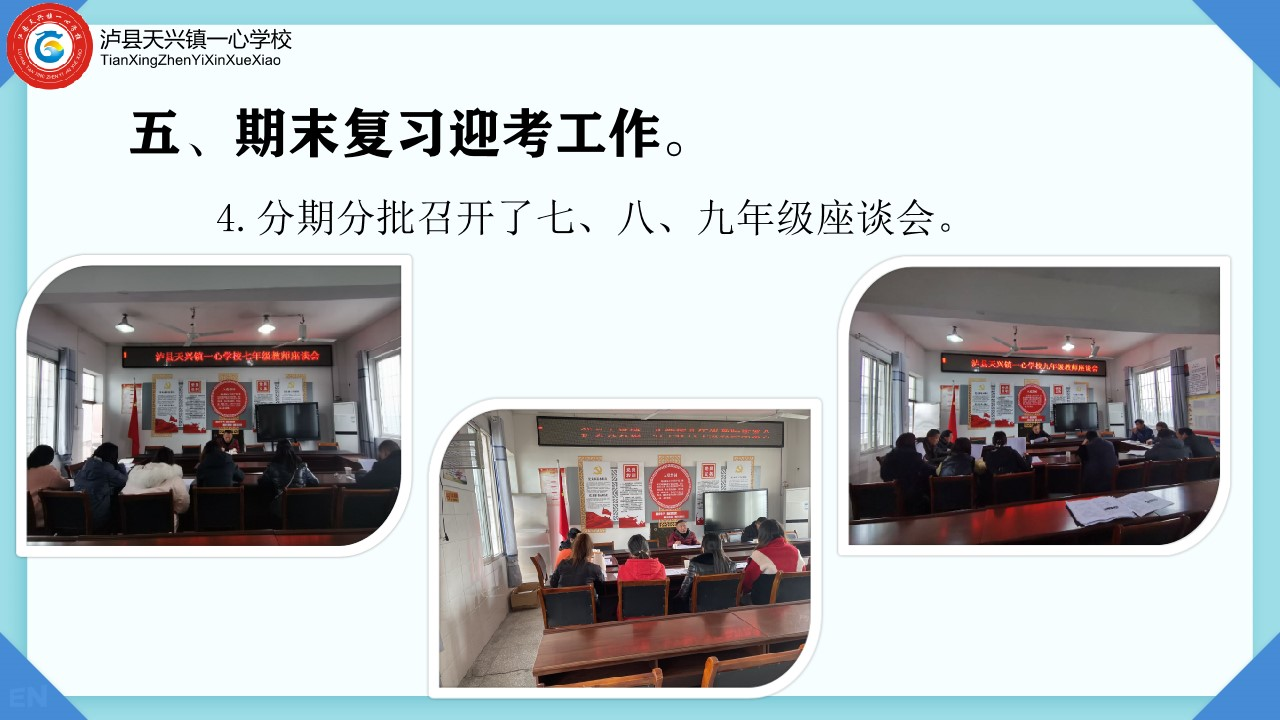 泸县天兴镇一心学校
TianXingZhenYiXinXueXiao
五、期末复习迎考工作。
4.分期分批召开了七、八、九年级座谈会。
泸县天兴镇一心学校七年级教师座谈会
泸县天兴镇一心学校九年级教师座谈会
EN